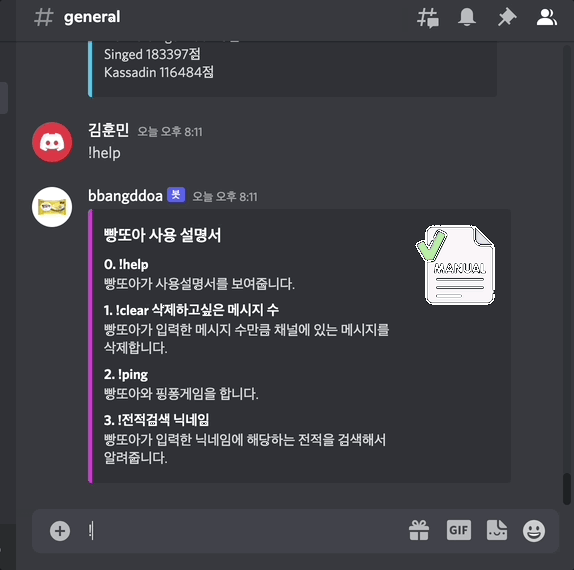 # general
Singed 183397점
Kassadin 116484점
김훈민 오늘 오후 8:11
!help
bbangddoa 봇 오늘 오후 8:11
빵또아 사용 설명서
MANUAL
0. !help
빵또아가 사용설명서를 보여줍니다.
1. !clear 삭제하고싶은 메시지 수
빵또아가 입력한 메시지 수만큼 채널에 있는 메시지를
삭제합니다.
2. !ping
빵또아와 핑퐁게임을 합니다.
3. !전적검색 닉네임
빵또아가 입력한 닉네임에 해당하는 전적을 검색해서
알려줍니다.
!
GIF